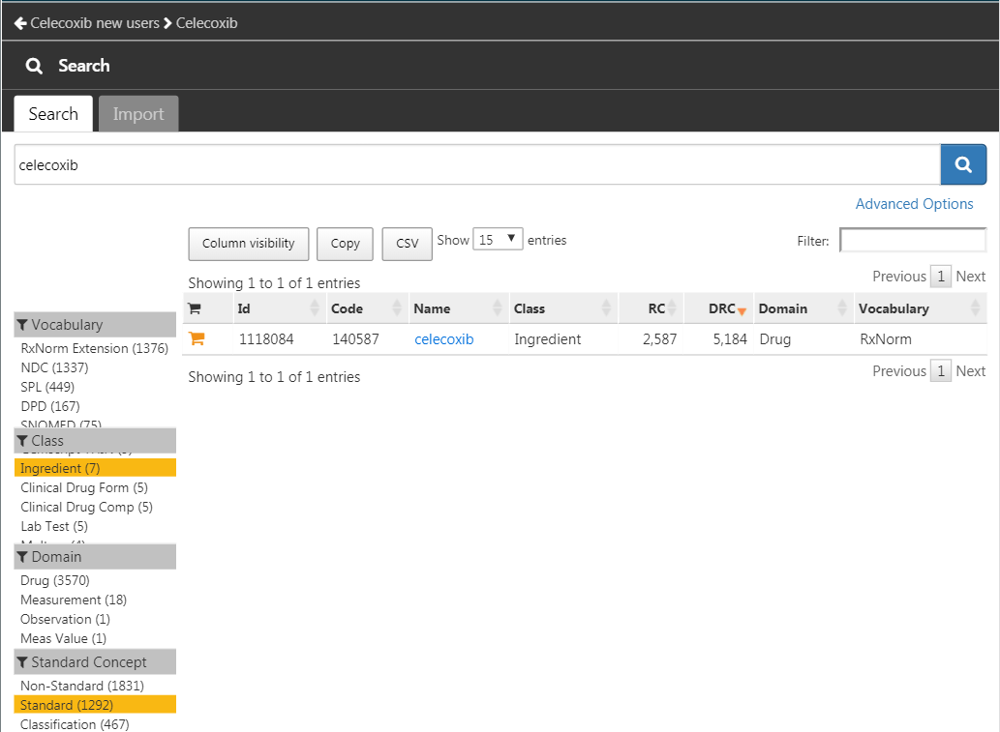 Celecoxib new users Celecoxib
Search
Search Import
celecoxib
Advanced Options
Column visibility Copy CSV Show 15 entries Filter:
Previous 1 Next
Showing 1 to 1 of 1 entries
Id Code Name Class RC DRC Domain Vocabulary
1118084 140587 celecoxib Ingredient 2,587 5,184 Drug RxNorm
Previous 1 Next
Showing 1 to 1 of 1 entries
Vocabulary
RxNorm Extension (1376)
NDC (1337)
SPL (449)
DPD (167)
SNOMED (75)
Class
Ingredient (7)
Clinical Drug Form (5)
Clinical Drug Comp (5)
Lab Test (5)
Domain
Drug (3570)
Measurement (18)
Observation (1)
Meas Value (1)
Standard Concept
Non-Standard (1831)
Standard (1292)
Classification (467)